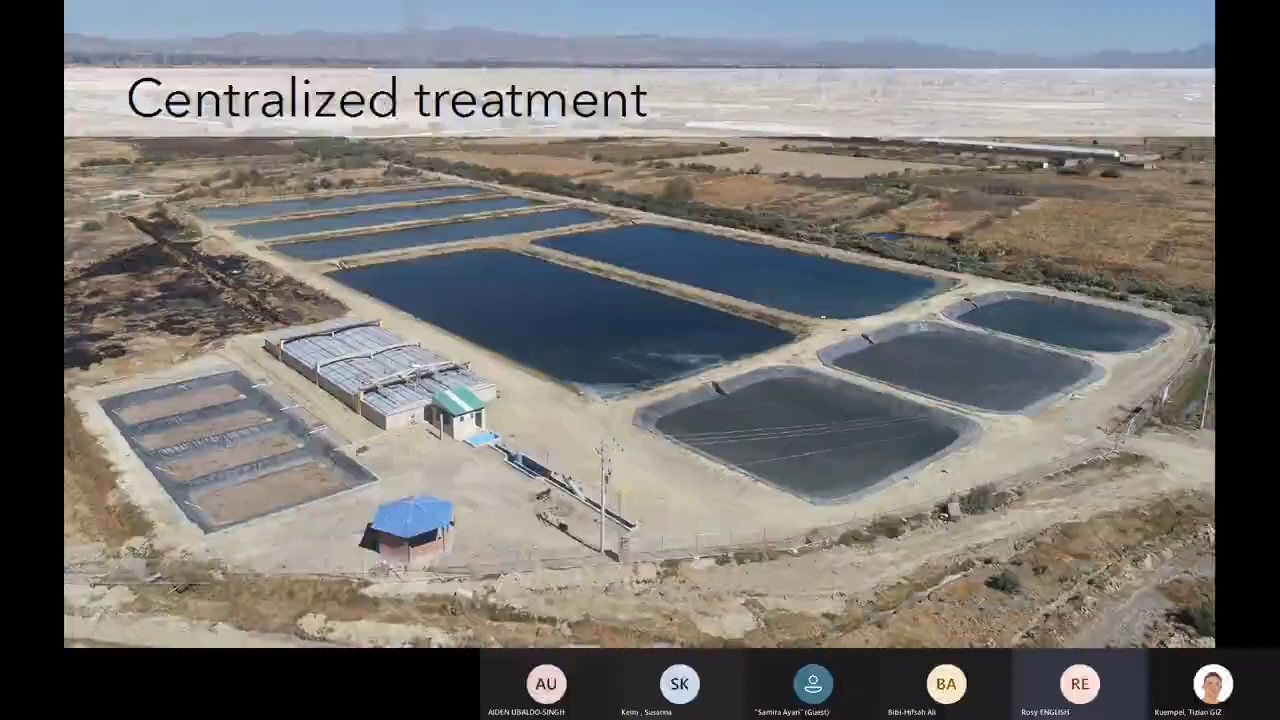 Centralized treatment
AU
SK
BA
RE
AIDEN UBALDO-SINGH
Keim , Susanna
"Samira Ayari" (Guest)
Bibi-Hifsah Ali
Rosy ENGLISH
Kuempel, Tizian GIZ